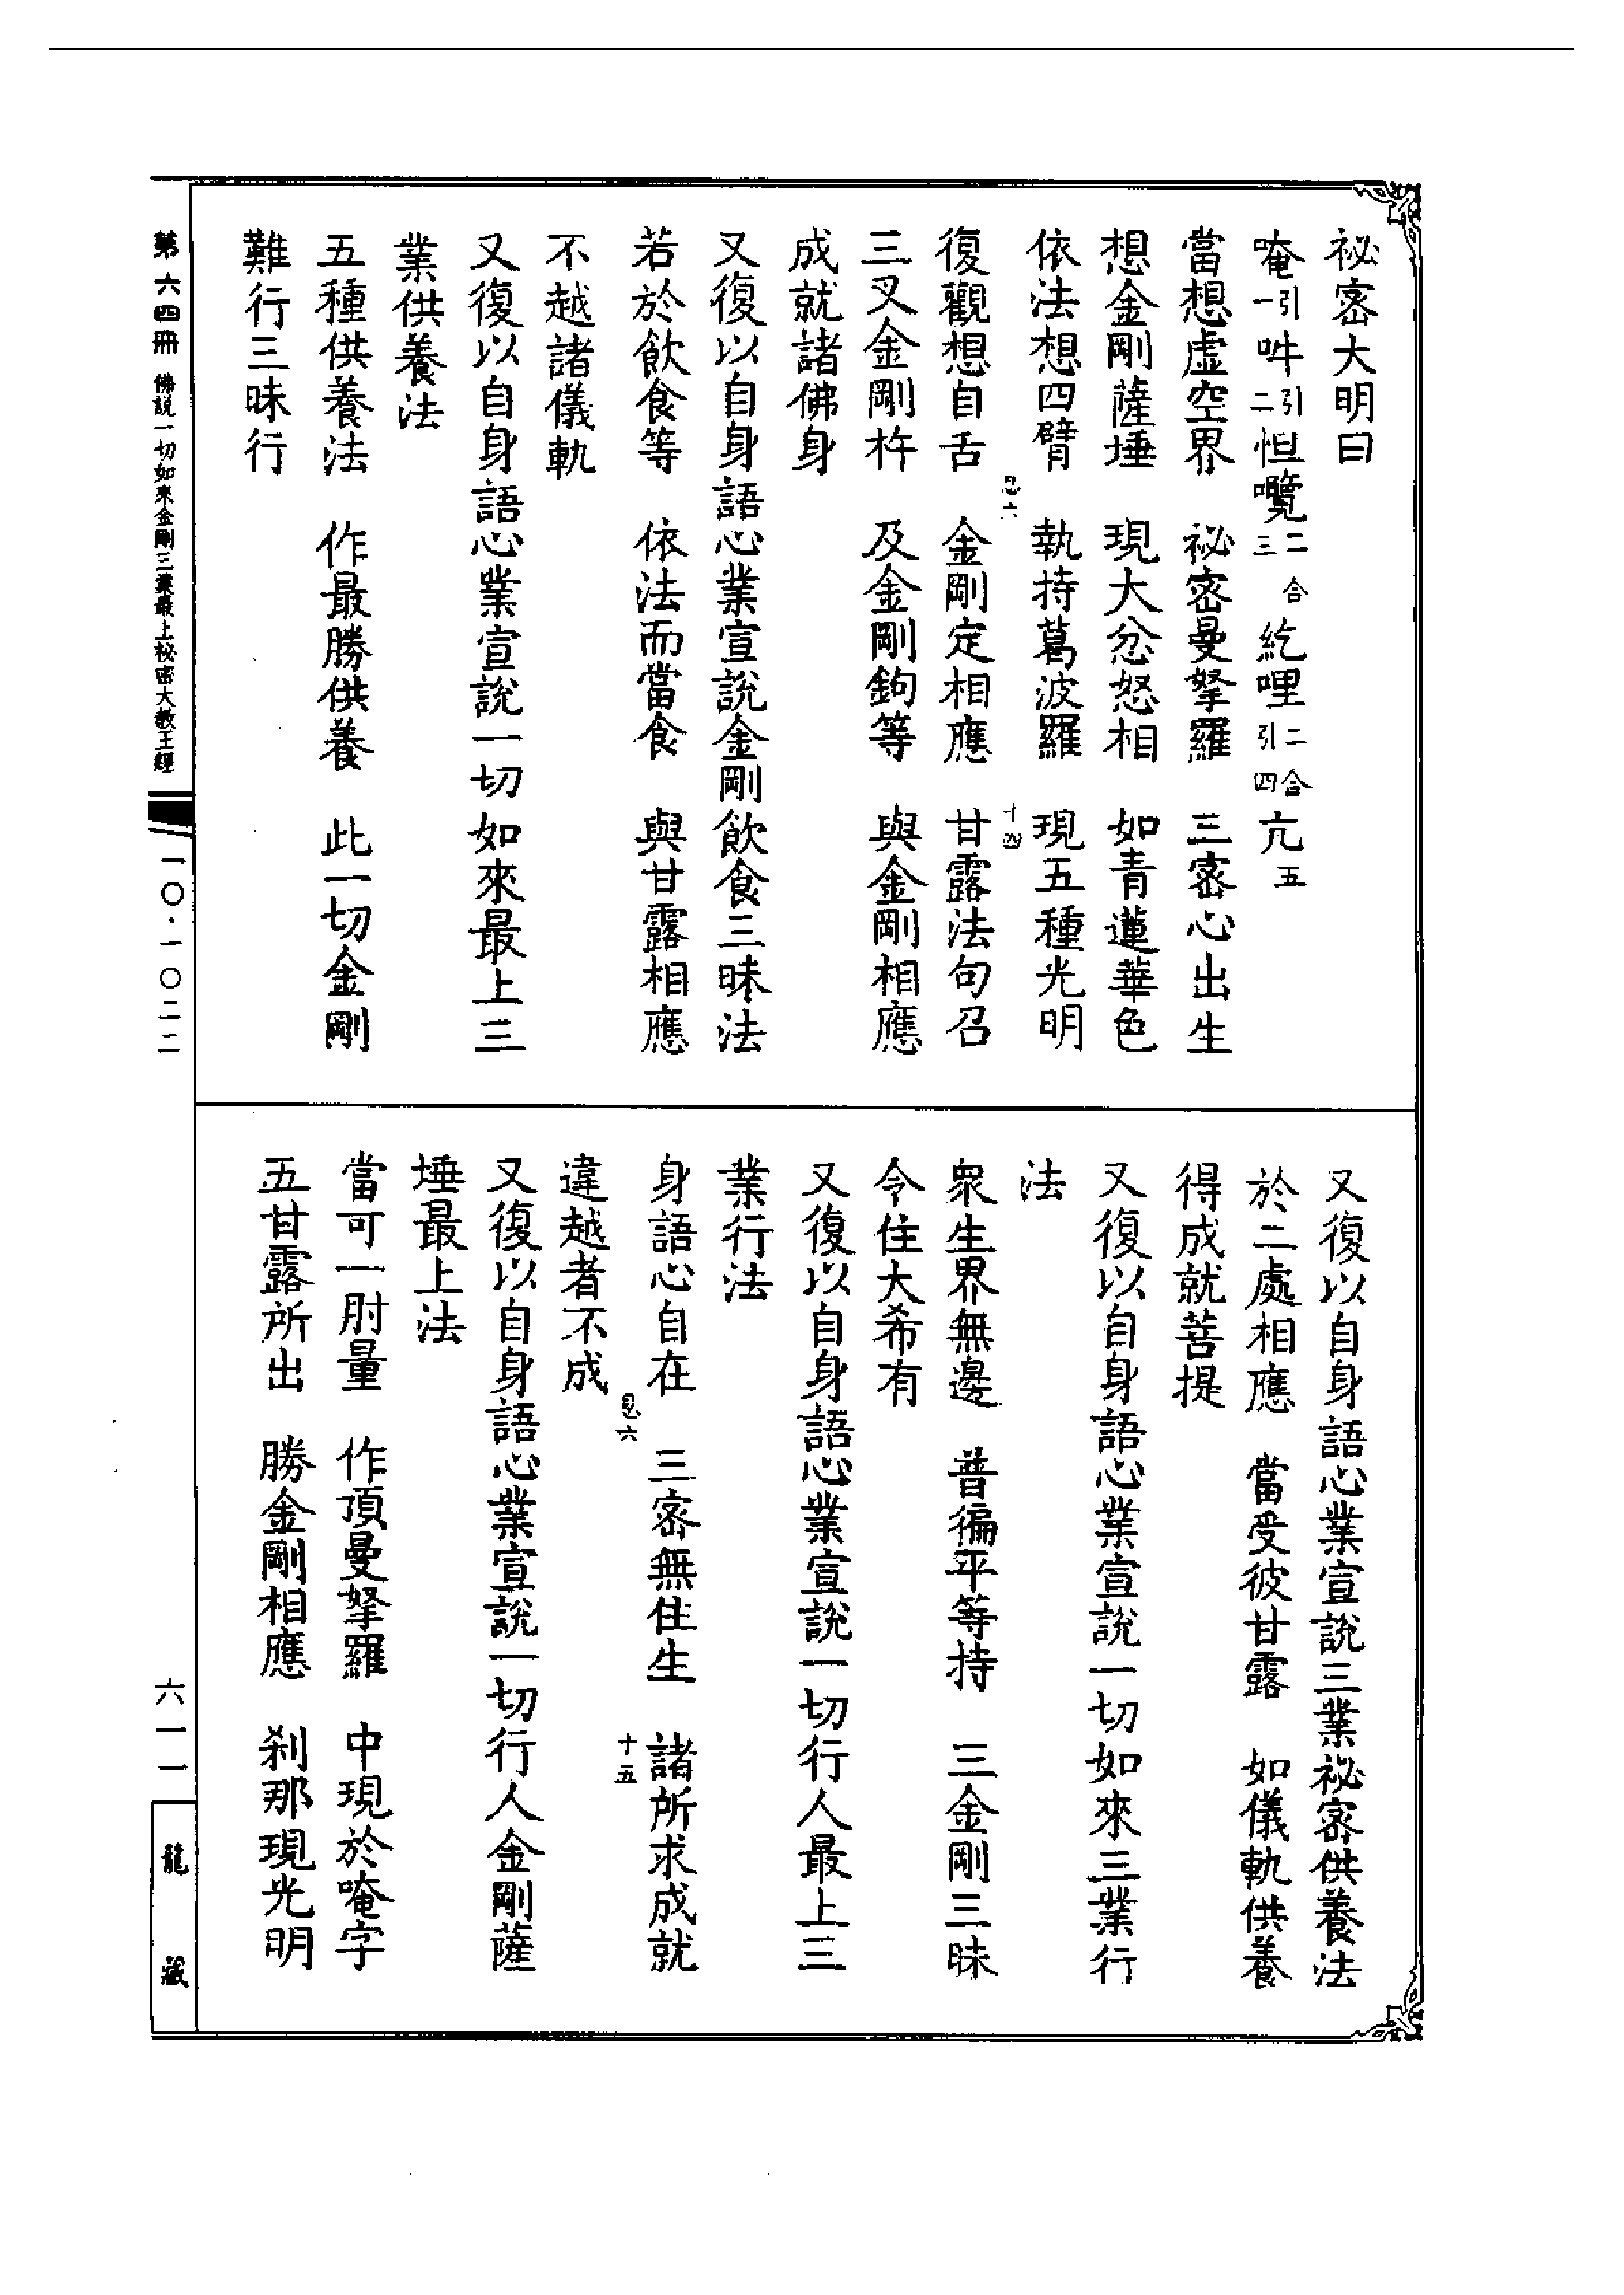 祕密大明曰
唵引一吽引二怛嚂二合三紇哩二合引四亢五
當想虛空界　祕密曼拏羅　三密心出生
想金剛薩埵　現大忿怒相　如青蓮華色
依法想四臂　執持葛波羅　現五種光明
十四
復觀想自舌　金剛定相應　甘露法句召
三叉金剛杵　及金剛鉤等　與金剛相應
成就諸佛身
又復以自身語心業宣說金剛飲食三昧法
若於飲食等　依法而當食　與甘露相應
不越諸儀軌
又復以自身語心業宣說一切如來最上三
業供養法
五種供養法　作最勝供養　此一切金剛
難行三昧行
又復以自身語心業宣說三業祕密供養法
於二處相應　當受彼甘露　如儀軌供養
得成就菩提
又復以自身語心業宣說一切如來三業行
法
眾生界無邊　普徧平等持　三金剛三昧
令住大希有
又復以自身語心業宣說一切行人最上三
業行法
身語心自在　三密無住生　諸所求成就
十五
違越者不成
又復以自身語心業宣說一切行人金剛薩
埵最上法
當可一肘量　作頂曼拏羅　中現於唵字
五甘露所出　勝金剛相應　剎那現光明
第六四冊　佛說一切如來金剛三業最上祕密大教王經
一〇·一〇二二
六一一
龍藏